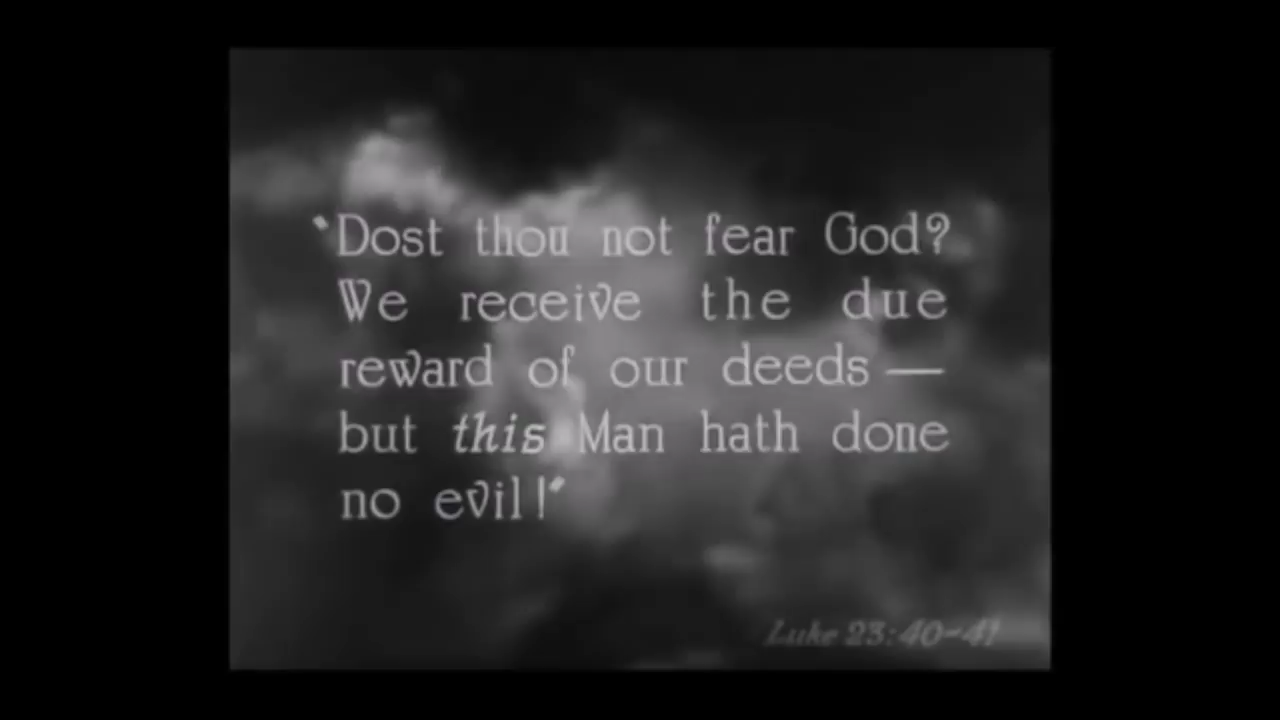 "Dost thou not fear God?
We receive the due
reward of our deeds —
but this Man hath done
no evil!"
Luke 23:40-41